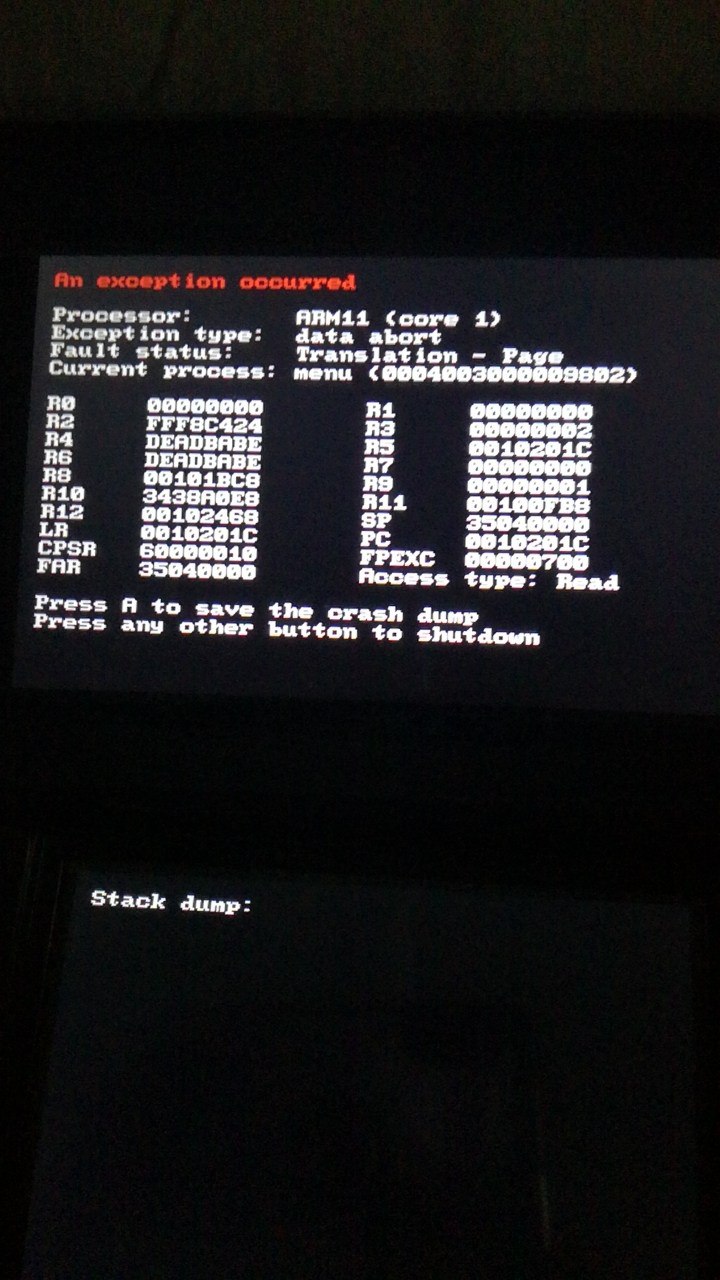 An exception occurred
Processor: ARM11 (core 1)
Exception type: data abort
Fault status: Translation - Page
Current process: menu (0004003000009802)
R0 00000000 R1 00000000
R2 FFF8C424 R3 00000002
R4 DEADBABE R5 0010201C
R6 DEADBABE R7 00000000
R8 00101BC8 R9 00000001
R10 3438A0E8 R11 00100FB8
R12 00102468 SP 35040000
LR 0010201C PC 0010201C
CPSR 60000010 FPEXC 00000700
FAR 35040000 Access type: Read
Press A to save the crash dump
Press any other button to shutdown
Stack dump: